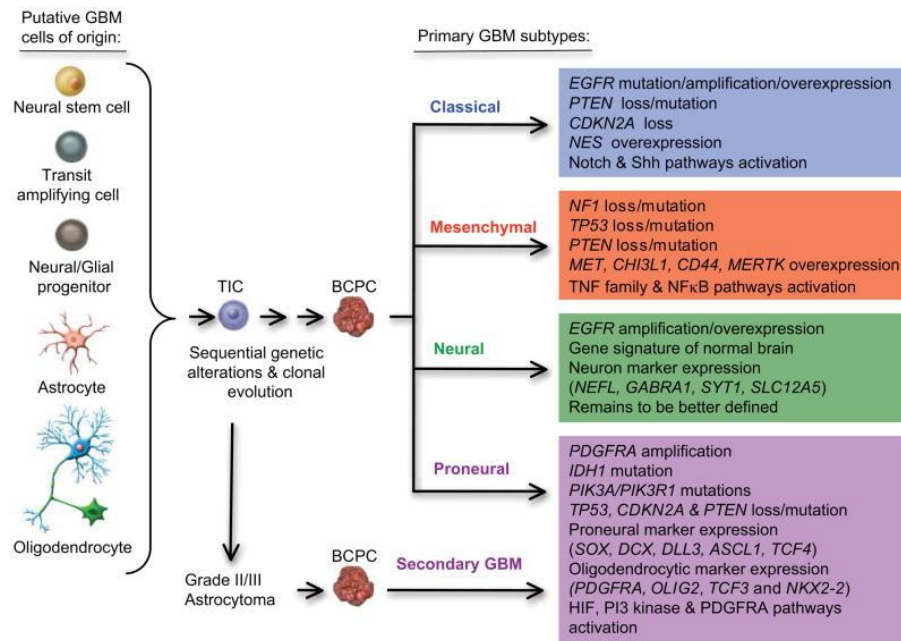 Putative GBM
cells of origin:
Neural stem cell
Transit
amplifying cell
Neural/Glial
progenitor
Astrocyte
Oligodendrocyte
TIC
BCPC
Sequential genetic
alterations & clonal
evolution
Grade II/III
Astrocytoma
BCPC
Primary GBM subtypes:
Classical
EGFR mutation/amplification/overexpression
PTEN loss/mutation
CDKN2A loss
NES overexpression
Notch & Shh pathways activation
Mesenchymal
NF1 loss/mutation
TP53 loss/mutation
PTEN loss/mutation
MET, CHI3L1, CD44, MERTK overexpression
TNF family & NFκB pathways activation
Neural
EGFR amplification/overexpression
Gene signature of normal brain
Neuron marker expression
(NEFL, GABRA1, SYT1, SLC12A5)
Remains to be better defined
Proneural
Secondary GBM
PDGFRA amplification
IDH1 mutation
PIK3A/PIK3R1 mutations
TP53, CDKN2A & PTEN loss/mutation
Proneural marker expression
(SOX, DCX, DLL3, ASCL1, TCF4)
Oligodendrocytic marker expression
(PDGFRA, OLIG2, TCF3 and NKX2-2)
HIF, PI3 kinase & PDGFRA pathways
activation